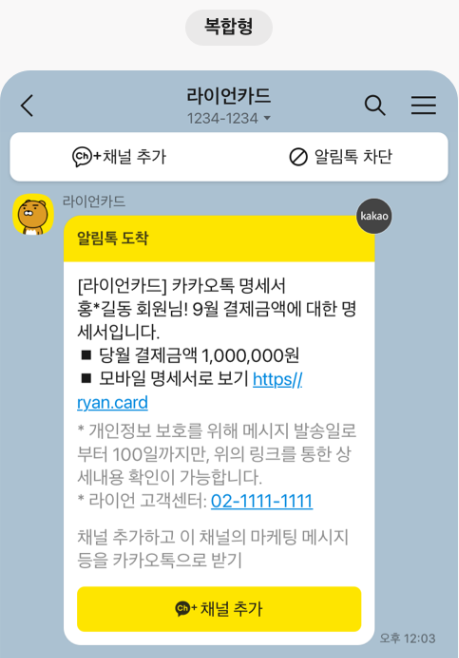 복합형
라이언카드
1234-1234
Ch+채널 추가
알림톡 차단
라이언카드
kakao
알림톡 도착
[라이언카드] 카카오톡 명세서
홍*길동 회원님! 9월 결제금액에 대한 명
세서입니다.
■ 당월 결제금액 1,000,000원
■ 모바일 명세서로 보기 https//
ryan.card
* 개인정보 보호를 위해 메시지 발송일로
부터 100일까지만, 위의 링크를 통한 상
세내용 확인이 가능합니다.
* 라이언 고객센터: 02-1111-1111
채널 추가하고 이 채널의 마케팅 메시지
등을 카카오톡으로 받기
Ch+ 채널 추가
오후 12:03